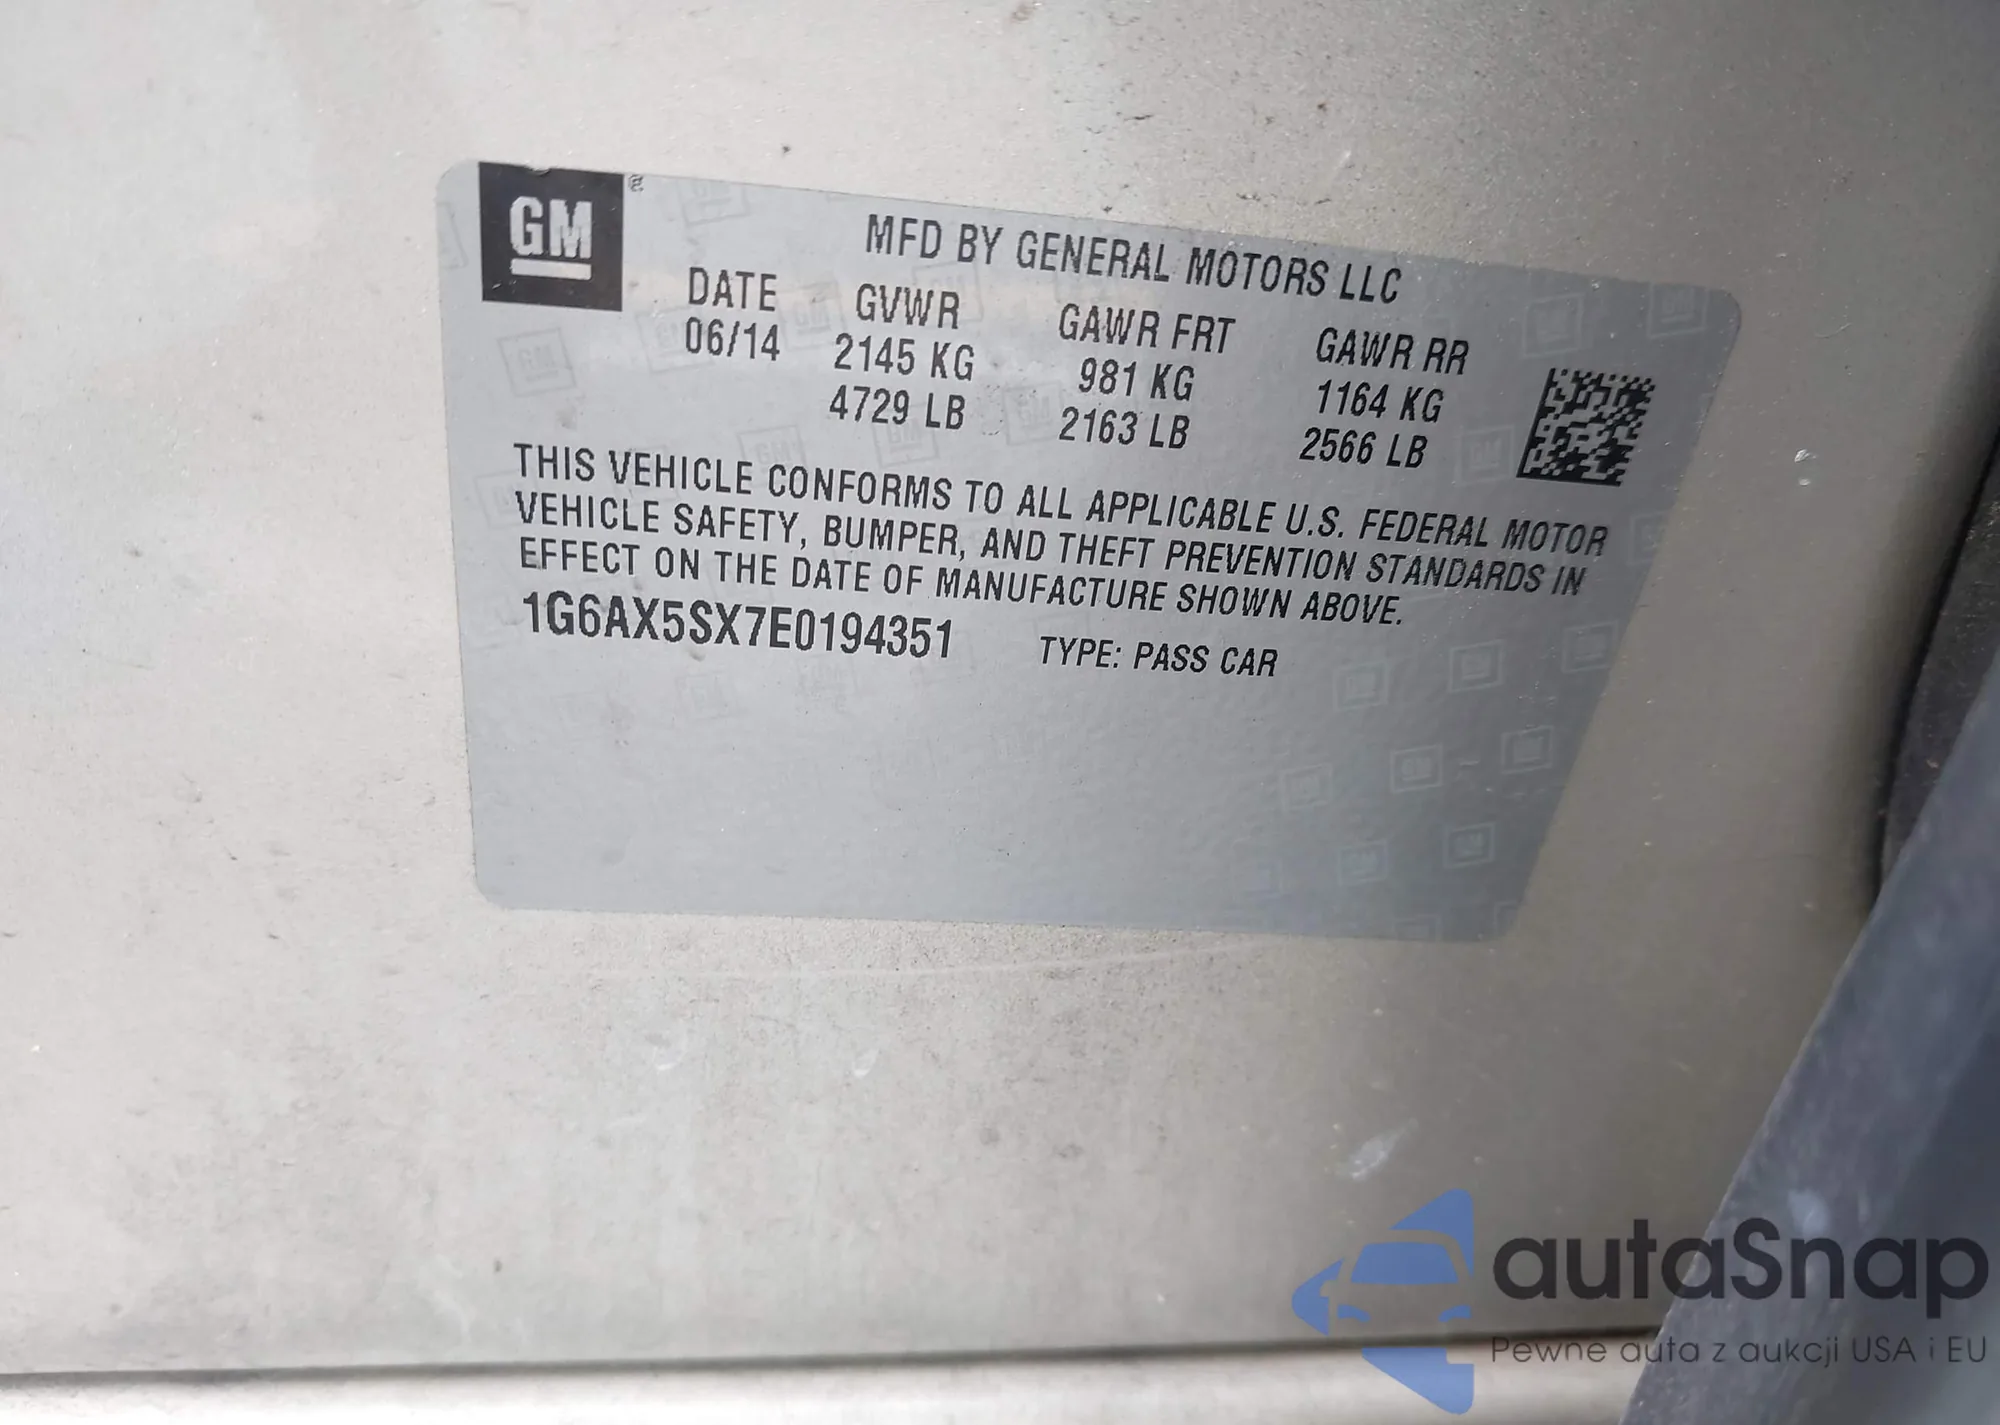 GM
MFD BY GENERAL MOTORS LLC
DATE GVWR GAWR FRT GAWR RR
06/14 2145 KG 981 KG 1164 KG
4729 LB 2163 LB 2566 LB
THIS VEHICLE CONFORMS TO ALL APPLICABLE U.S. FEDERAL MOTOR
VEHICLE SAFETY, BUMPER, AND THEFT PREVENTION STANDARDS IN
EFFECT ON THE DATE OF MANUFACTURE SHOWN ABOVE.
1G6AX5SX7E0194351 TYPE: PASS CAR
autaSnap
Pewne auta z aukcji USA i EU